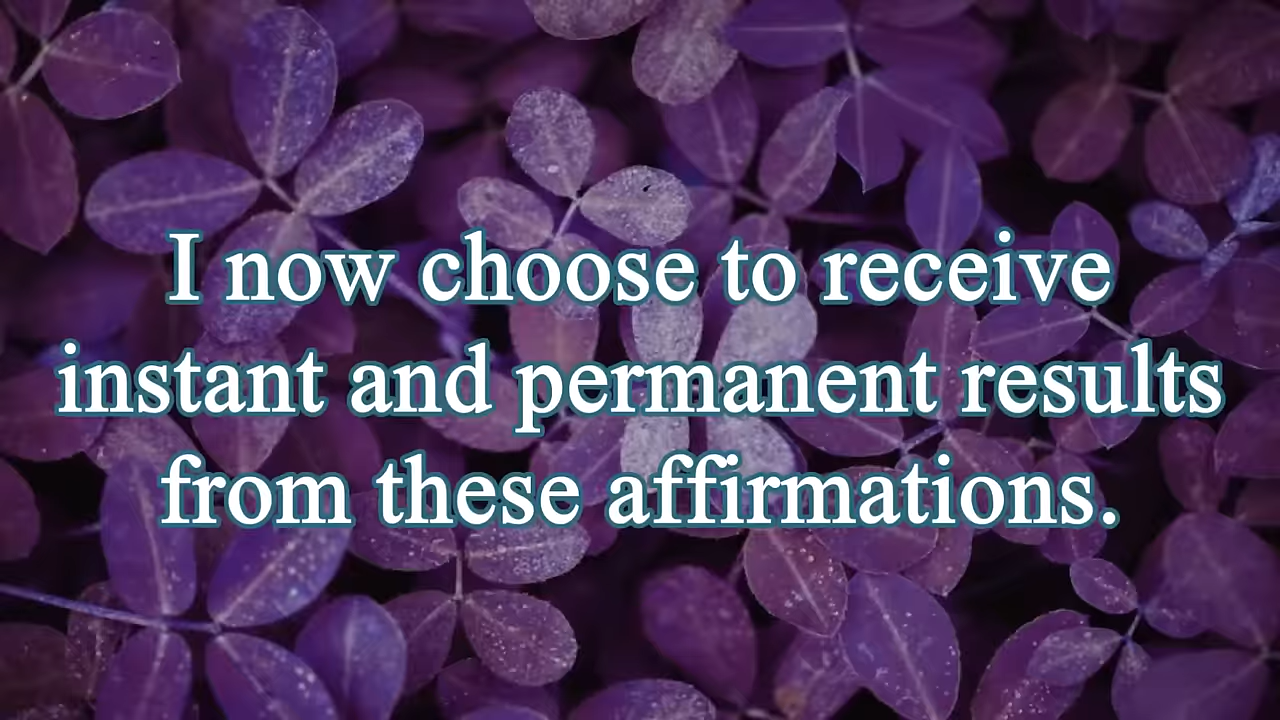 I now choose to receive
instant and permanent results
from these affirmations.